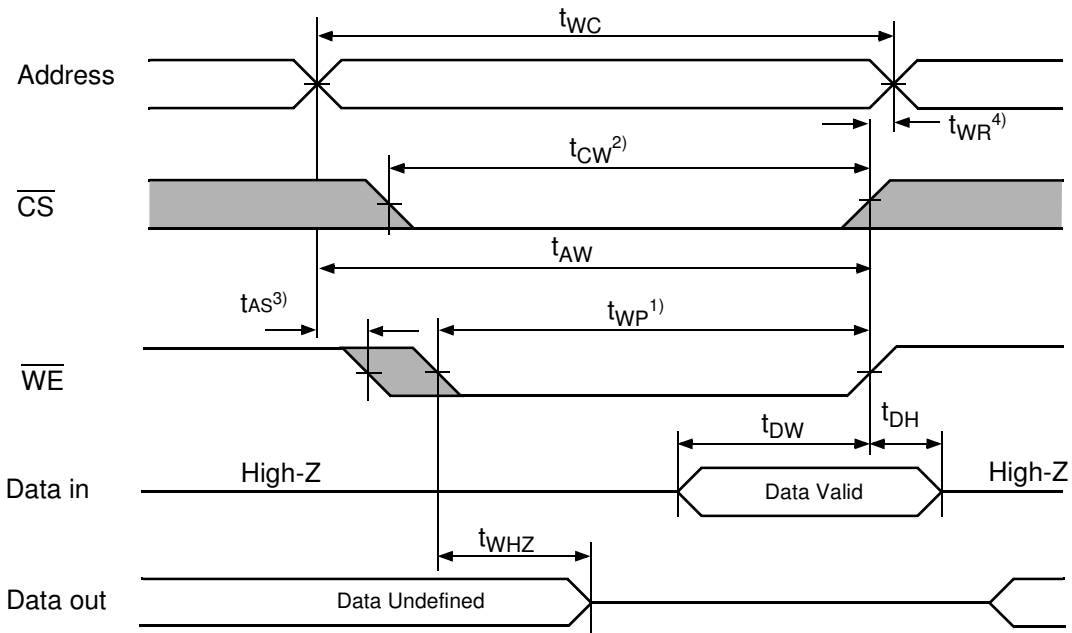 tWC
Address
tWR4)
tCW2)
CS
tAW
tAS3)
tWP1)
WE
tDW
tDH
High-Z
High-Z
Data in
Data Valid
tWHZ
Data out
Data Undefined